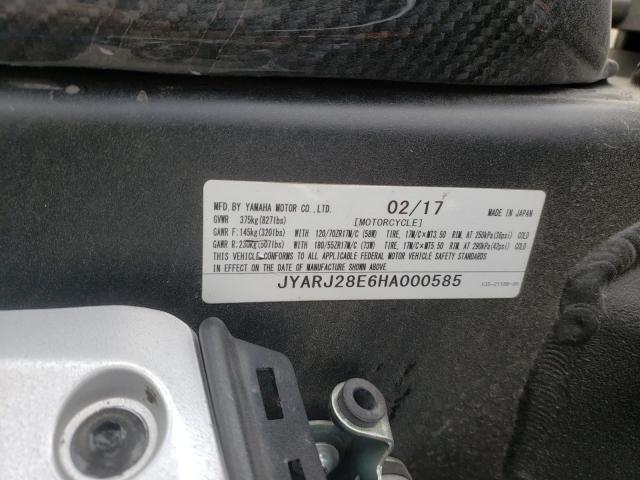 MFD. BY YAMAHA MOTOR CO., LTD. 02/17 MADE IN JAPAN
GVWR 375kg(827lbs) [MOTORCYCLE]
GAWR F:145kg(320lbs) WITH 120/70ZR17M/C (58W) TIRE, 17M/C×MT3.50 RIM, AT 250kPa(36psi) COLD
GAWR R:230kg(507lbs) WITH 180/55ZR17M/C (73W) TIRE, 17M/C×MT5.50 RIM, AT 290kPa(42psi) COLD
THIS VEHICLE CONFORMS TO ALL APPLICABLE FEDERAL MOTOR VEHICLE SAFETY STANDARDS
IN EFFECT ON THE DATE OF MANUFACTURE SHOWN ABOVE.
JYARJ28E6HA000585